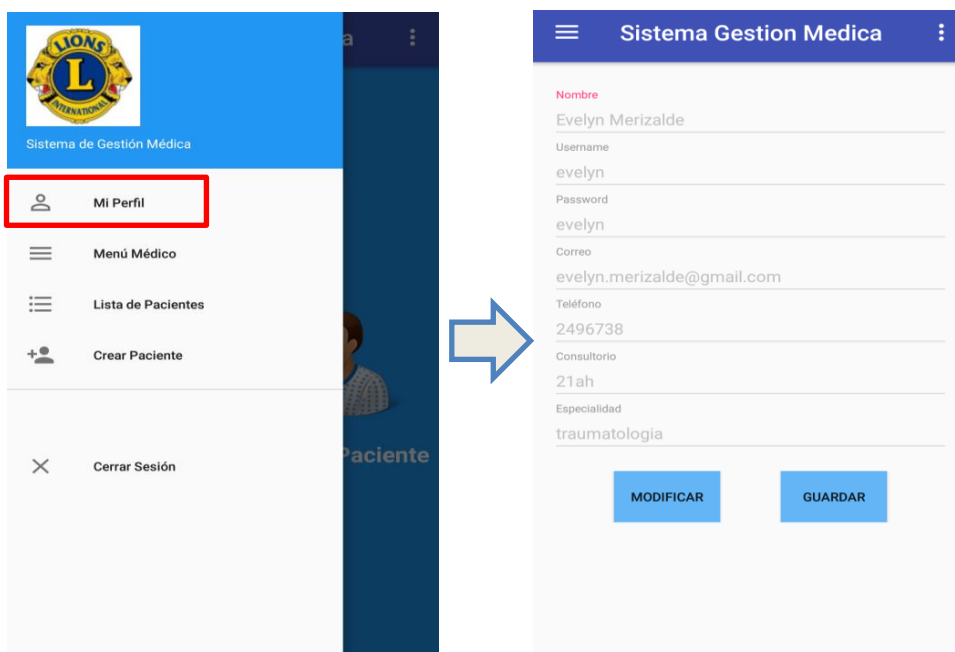 LIONS
L
INTERNATIONAL
Sistema de Gestión Médica
Mi Perfil
Menú Médico
Lista de Pacientes
Crear Paciente
Cerrar Sesión
a
Paciente
Sistema Gestion Medica
Nombre
Evelyn Merizalde
Username
evelyn
Password
evelyn
Correo
evelyn.merizalde@gmail.com
Teléfono
2496738
Consultorio
21ah
Especialidad
traumatologia
MODIFICAR
GUARDAR